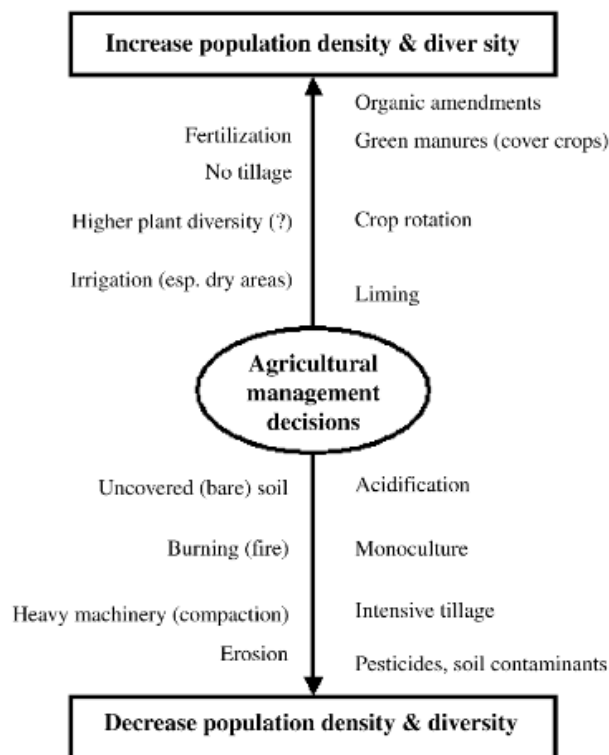 Increase population density & diver sity
Organic amendments
Fertilization
Green manures (cover crops)
No tillage
Higher plant diversity (?)
Crop rotation
Irrigation (esp. dry areas)
Liming
Agricultural
management
decisions
Uncovered (bare) soil
Acidification
Burning (fire)
Monoculture
Heavy machinery (compaction)
Intensive tillage
Erosion
Pesticides, soil contaminants
Decrease population density & diversity